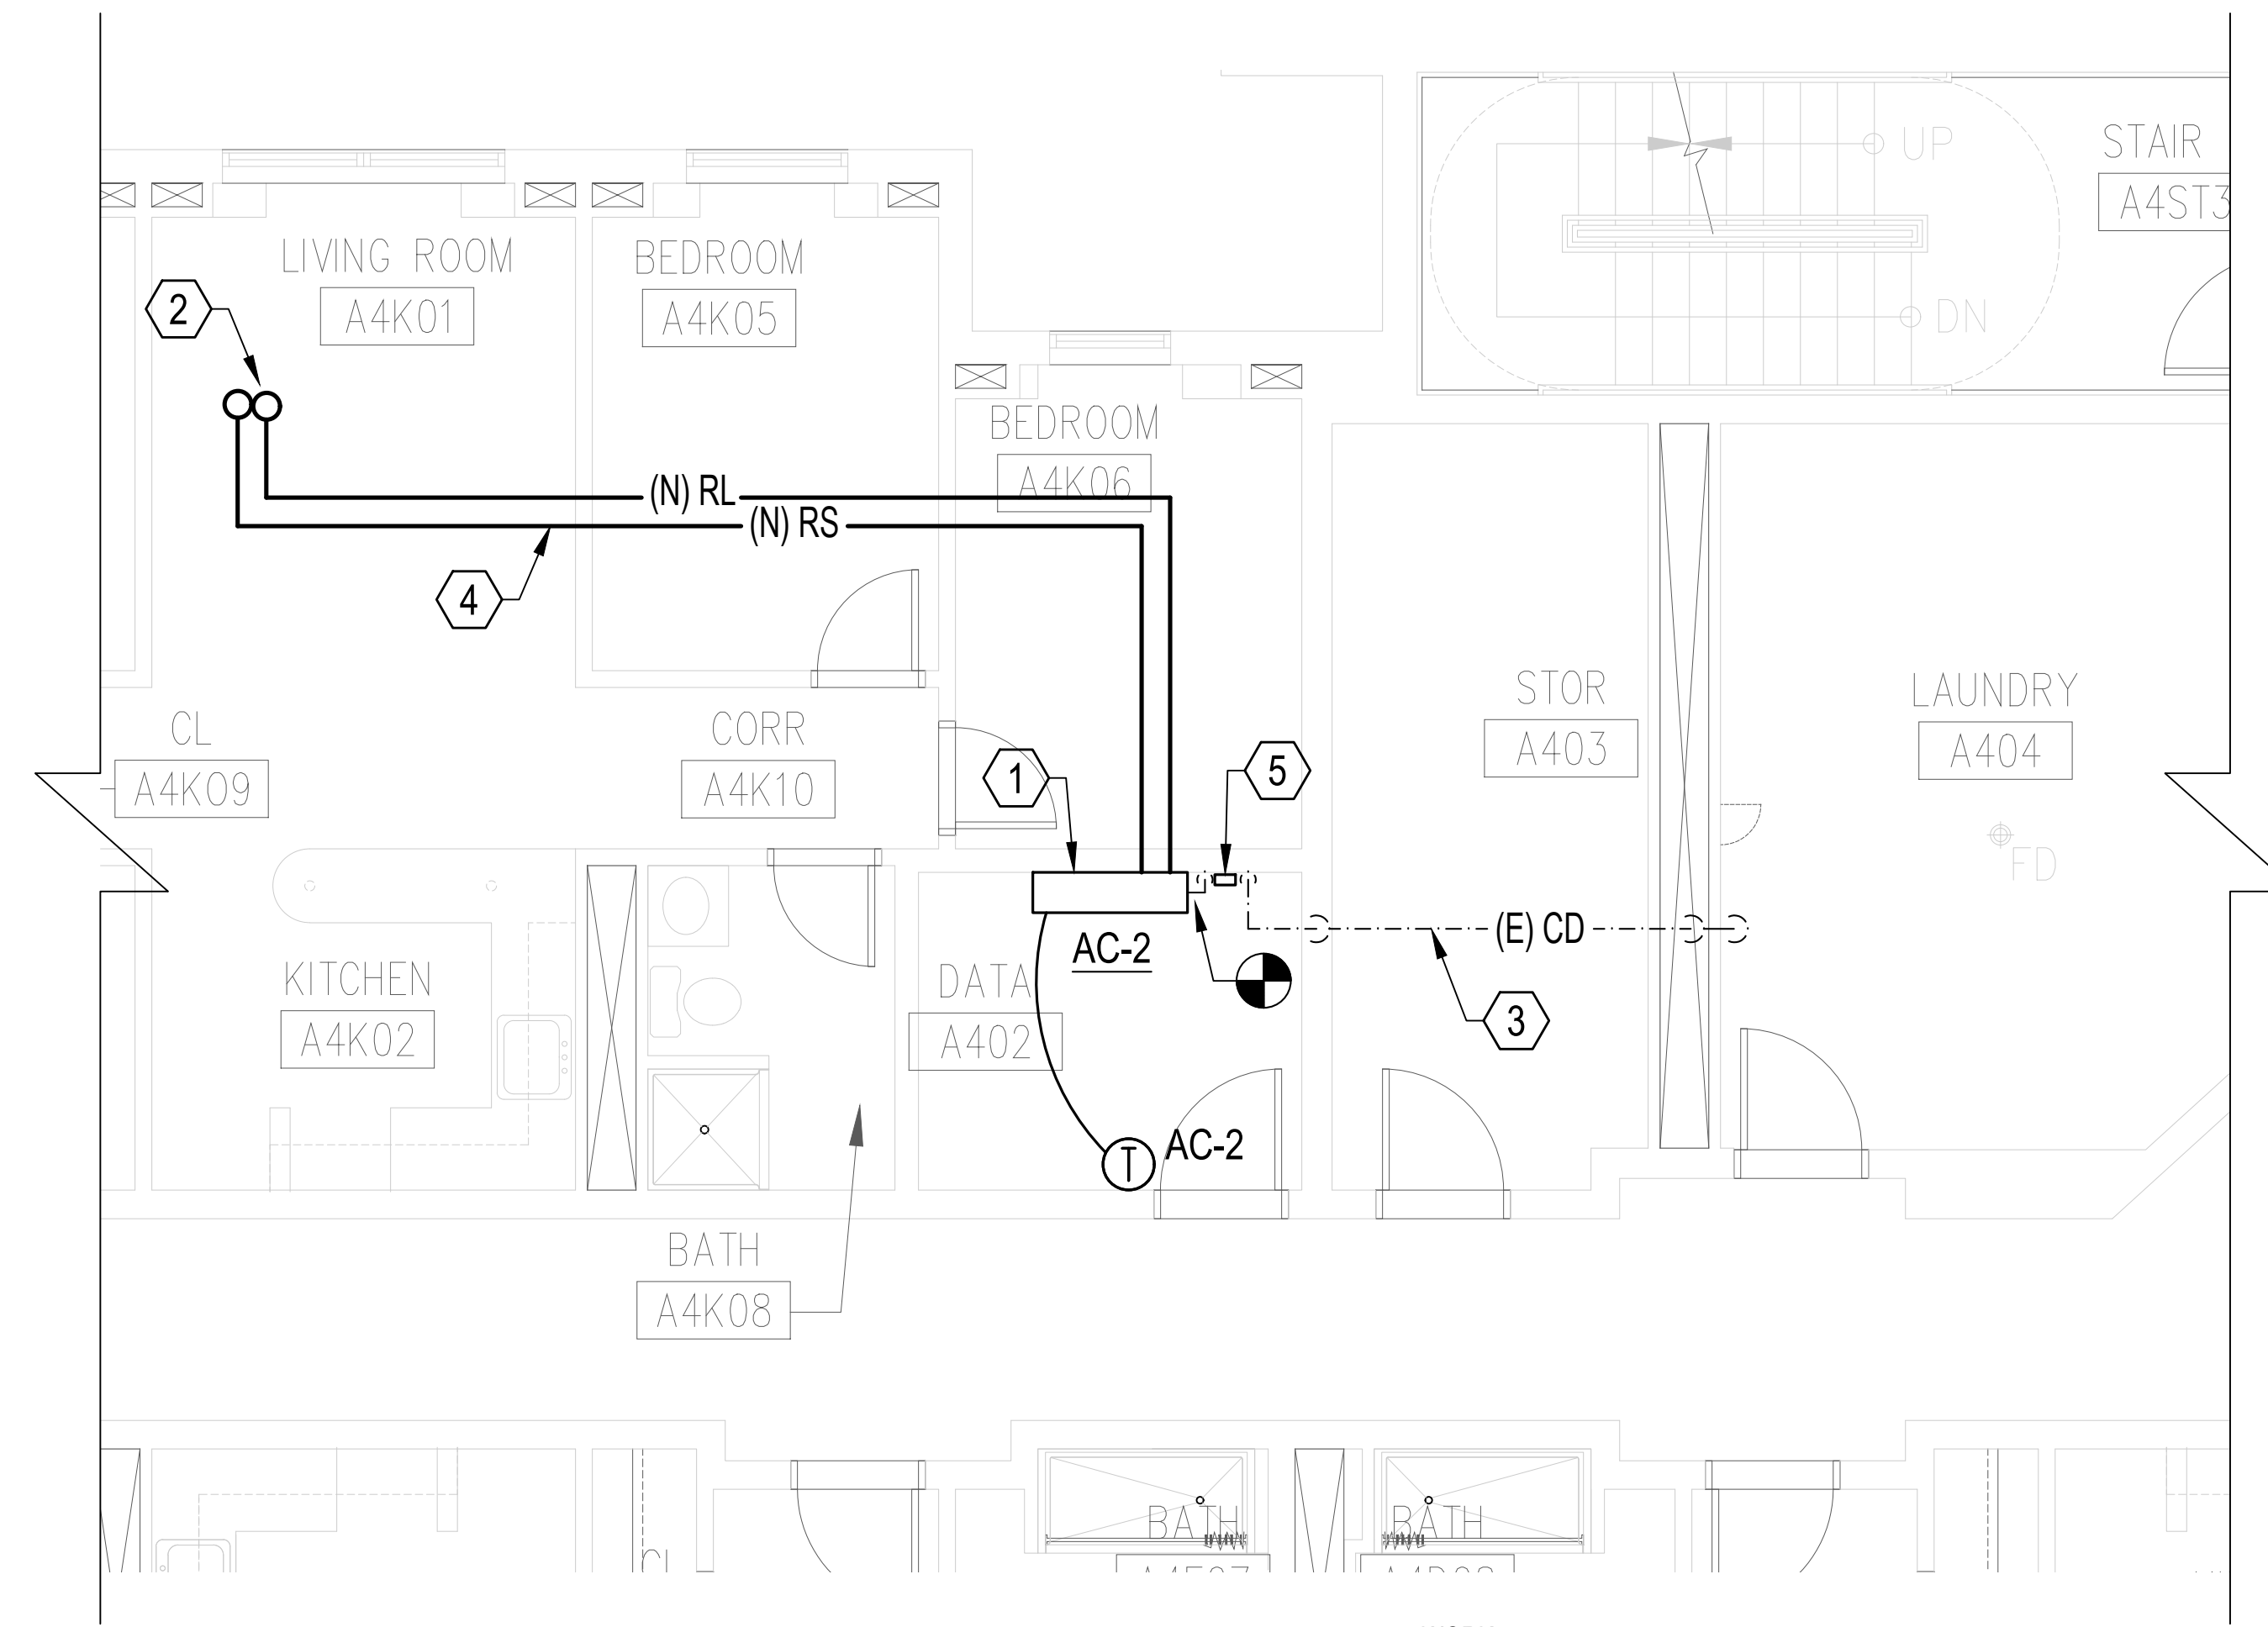 UP
STAIR
A4ST3
LIVING ROOM
A4K01
BEDROOM
A4K05
2
DN
BEDROOM
A4K06
(N) RL
(N) RS
4
STOR
A403
LAUNDRY
A404
CL
A4K09
CORR
A4K10
1
5
FD
(E) CD
AC-2
KITCHEN
A4K02
DATA
A402
3
T
AC-2
BATH
A4K08
BATH
BATH
CL